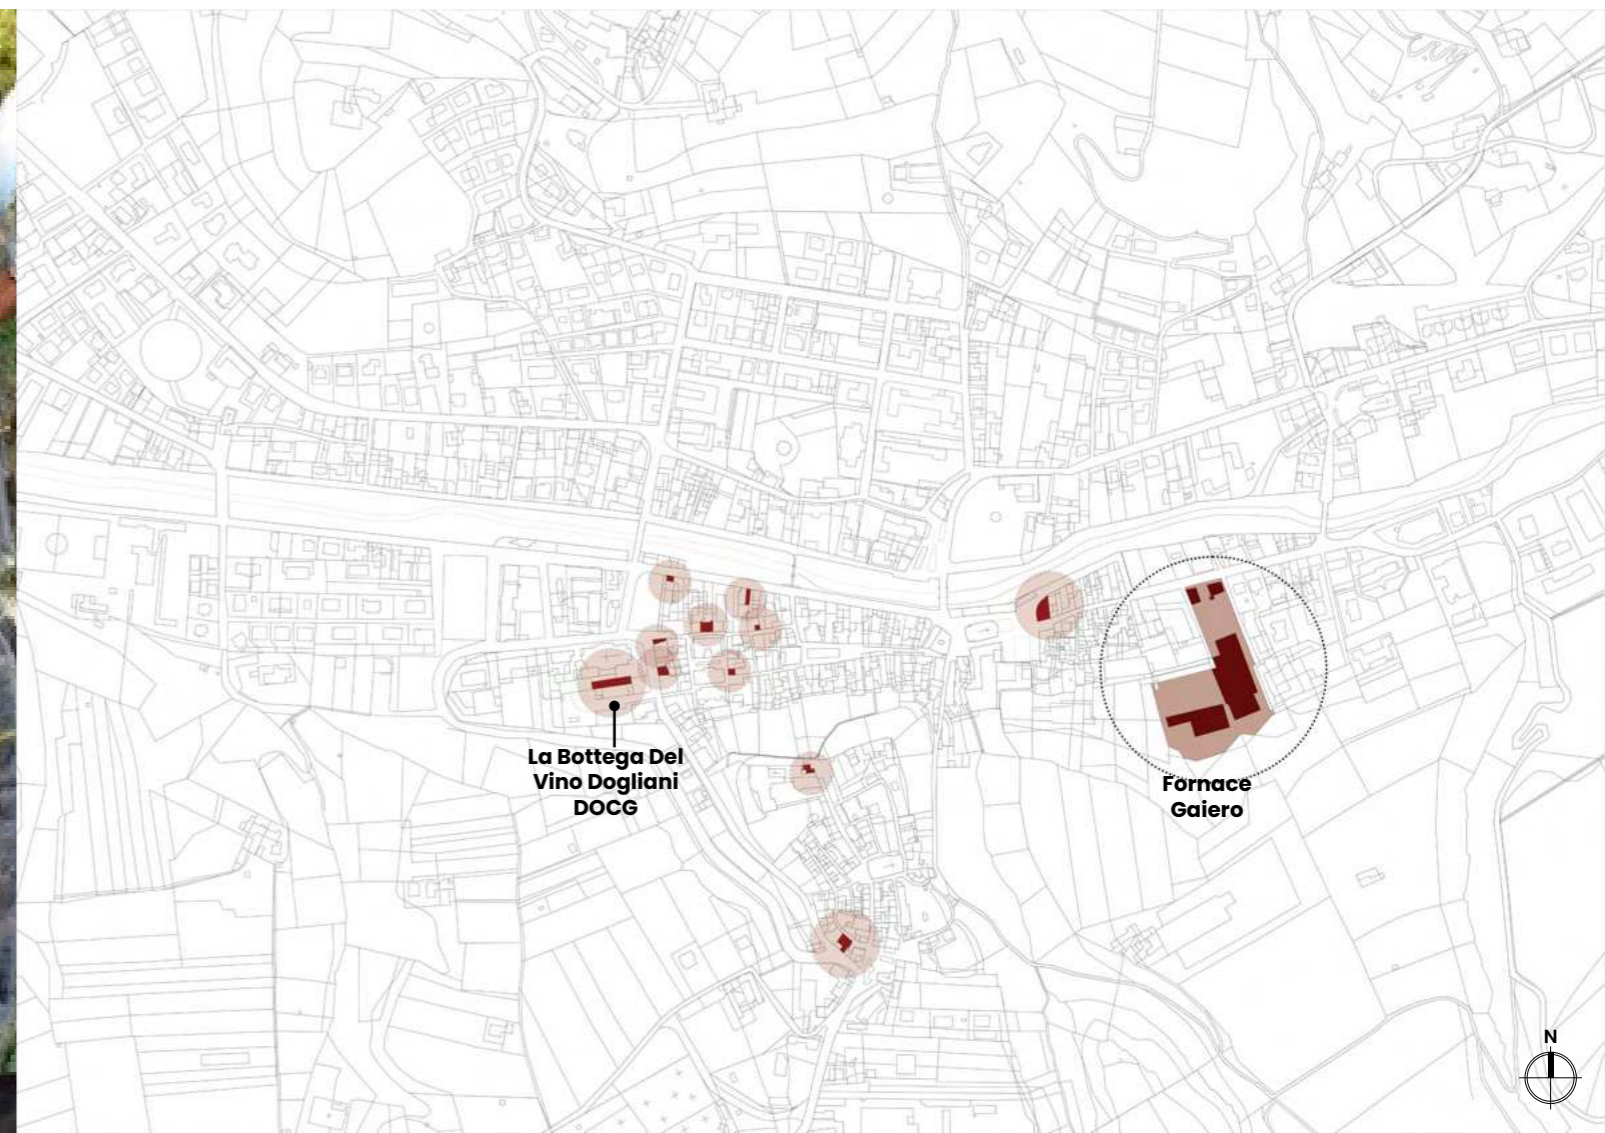 La Bottega Del
Vino Dogliani
DOCG
Fornace
Gaiero
N